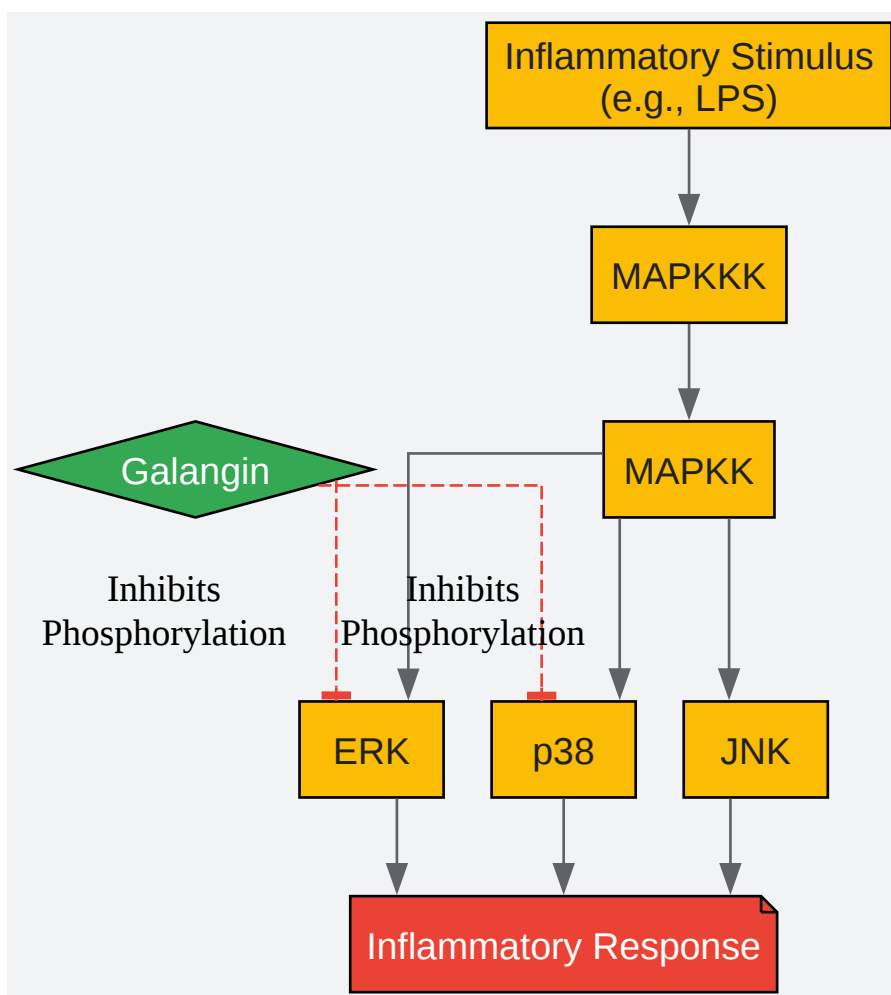 Inflammatory Stimulus
(e.g., LPS)
MAPKKK
Galangin
MAPKK
Inhibits
Phosphorylation
Inhibits
Phosphorylation
ERK
p38
JNK
Inflammatory Response